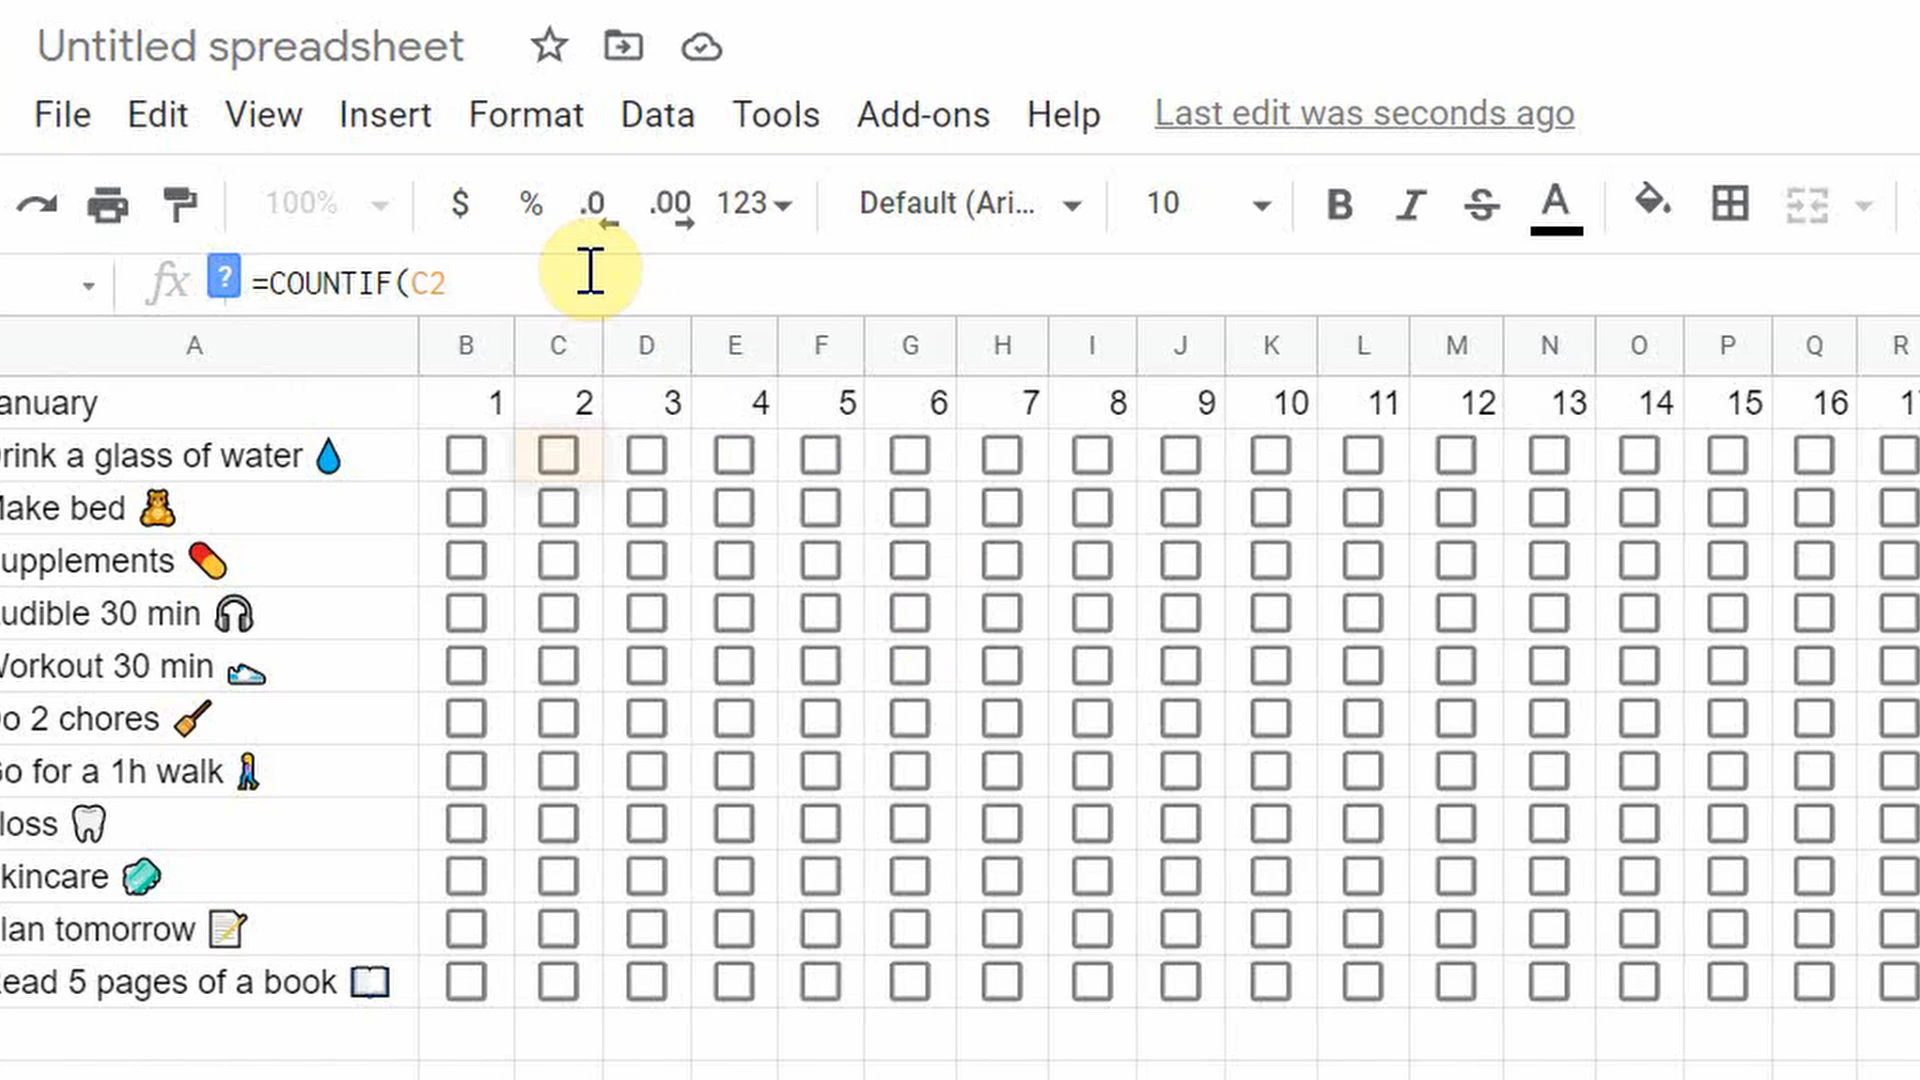 Untitled spreadsheet
File Edit View Insert Format Data Tools Add-ons Help Last edit was seconds ago
100% $ % .0 .00 123 Default (Ari... 10 B I S A
fx ? =COUNTIF(C2
A B C D E F G H I J K L M N O P Q R
anuary 1 2 3 4 5 6 7 8 9 10 11 12 13 14 15 16 1
rink a glass of water
ake bed
upplements
udible 30 min
orkout 30 min
o 2 chores
o for a 1h walk
loss
kincare
lan tomorrow
ead 5 pages of a book